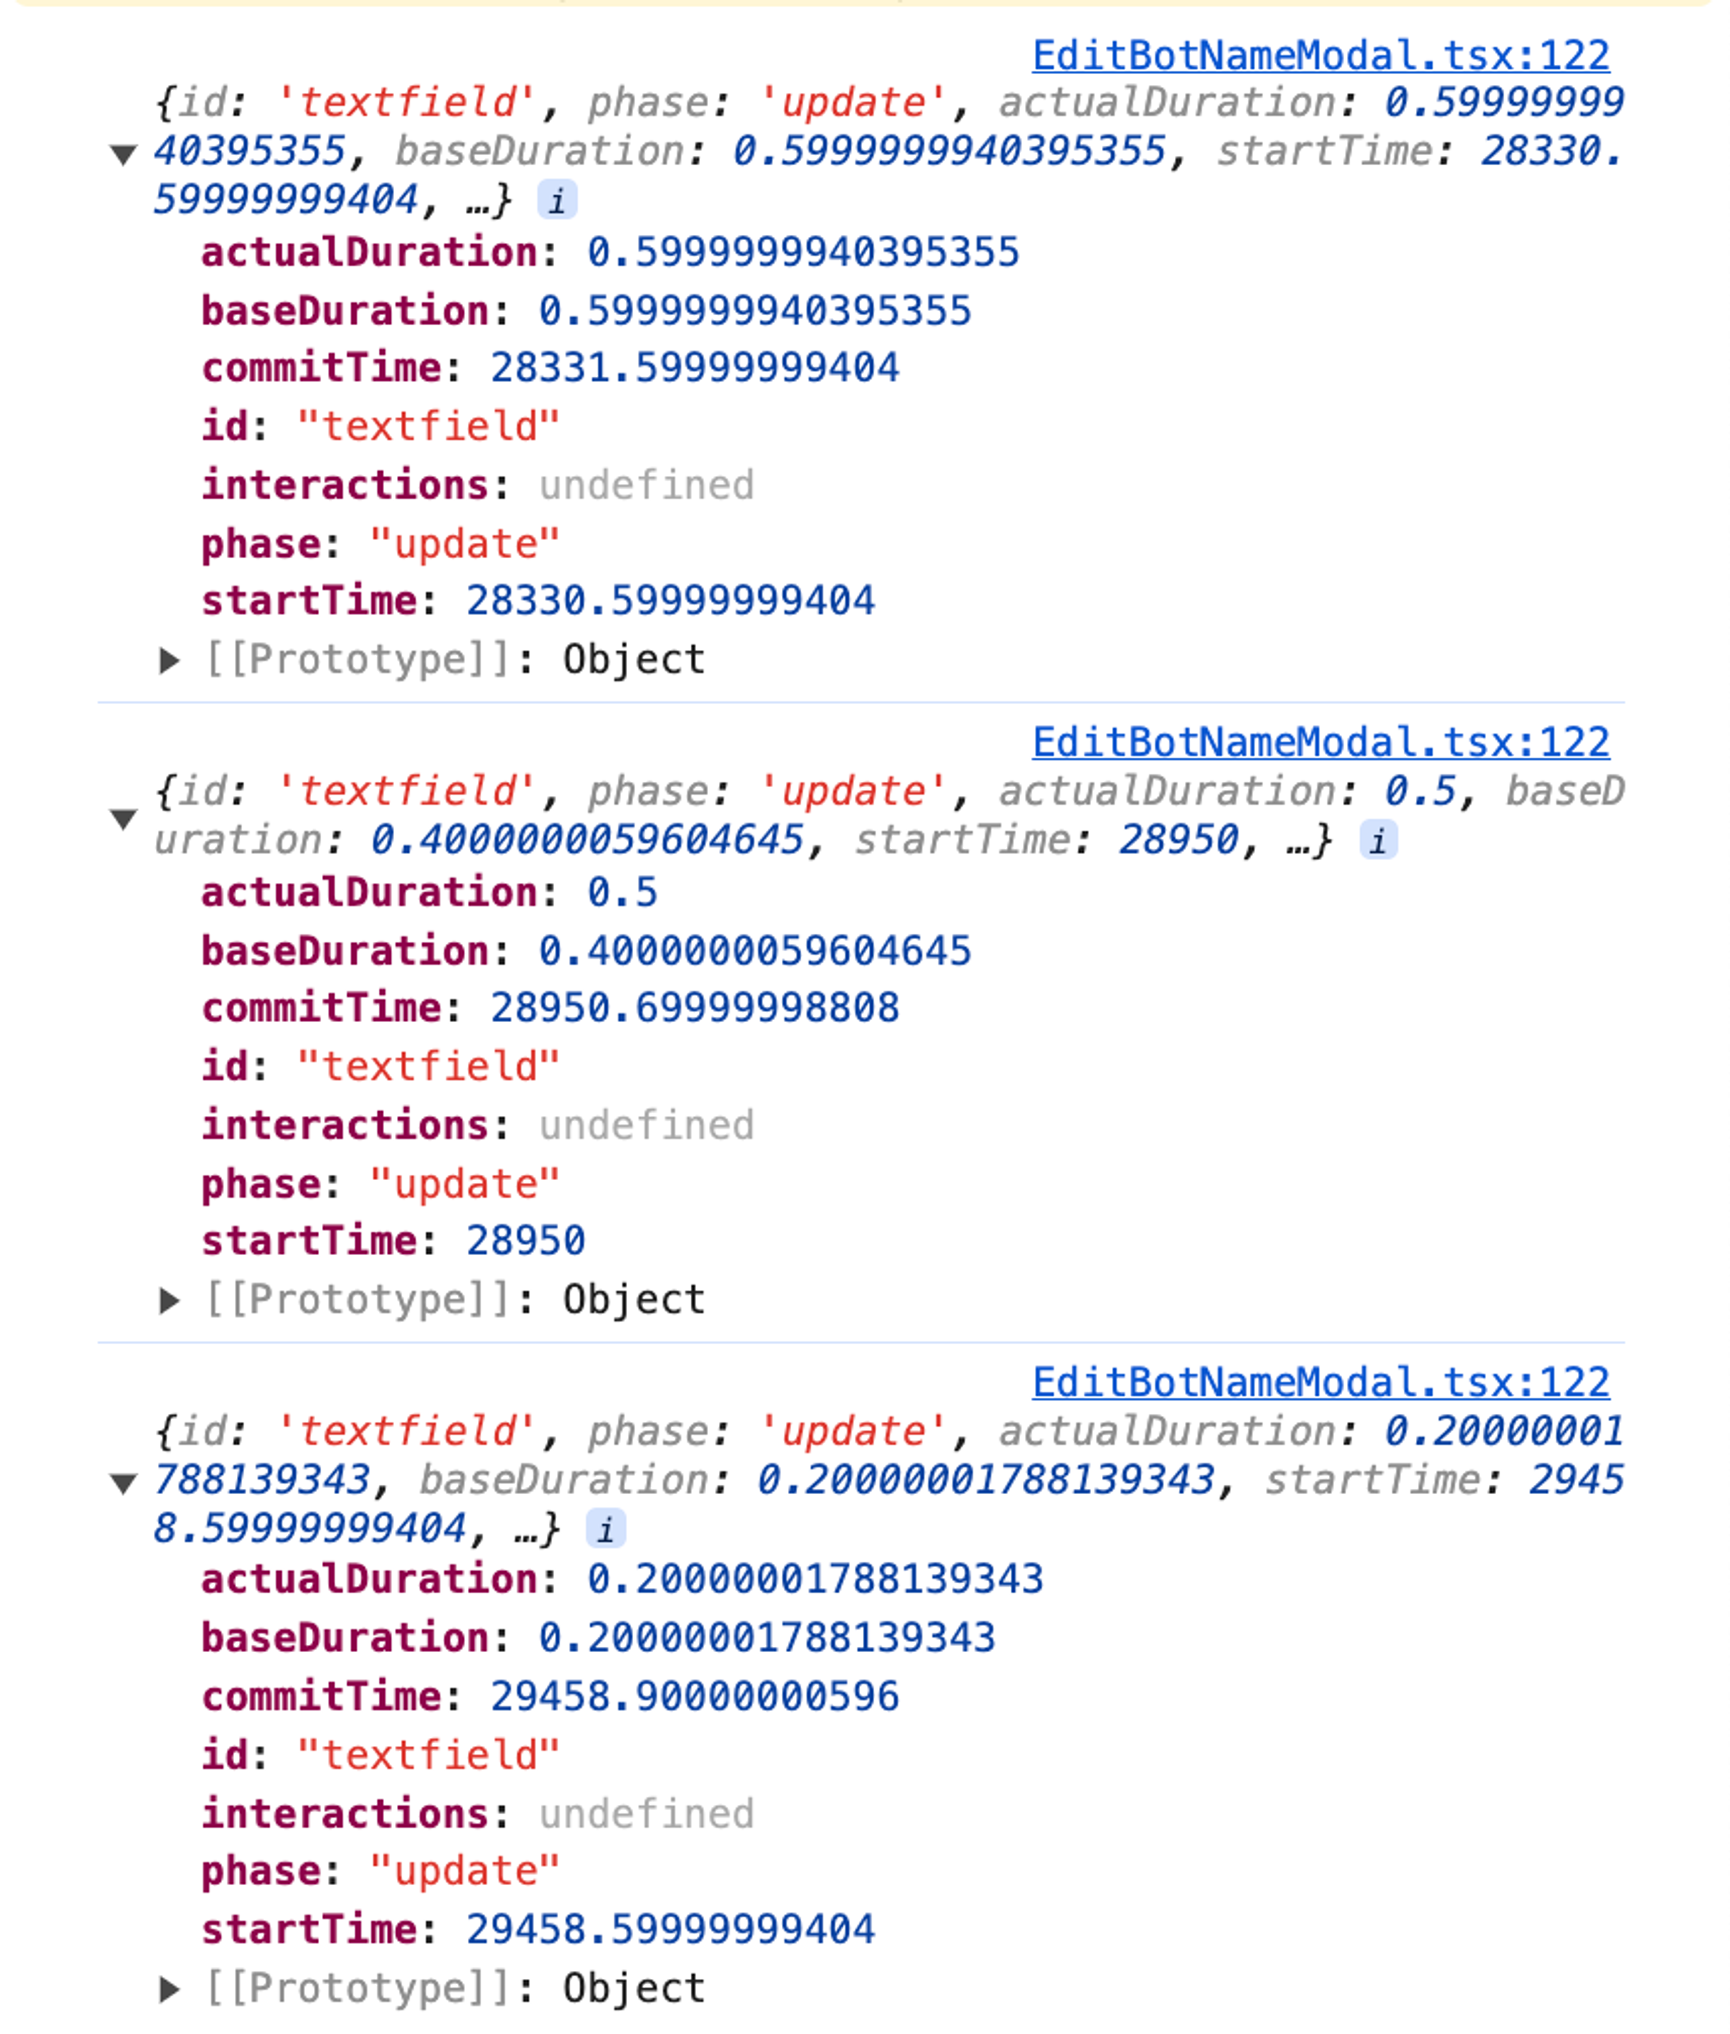 EditBotNameModal.tsx:122
{id: 'textfield', phase: 'update', actualDuration: 0.59999999
40395355, baseDuration: 0.5999999940395355, startTime: 28330.
59999999404, …} i
actualDuration: 0.5999999940395355
baseDuration: 0.5999999940395355
commitTime: 28331.59999999404
id: "textfield"
interactions: undefined
phase: "update"
startTime: 28330.59999999404
[[Prototype]]: Object
EditBotNameModal.tsx:122
{id: 'textfield', phase: 'update', actualDuration: 0.5, baseD
uration: 0.4000000059604645, startTime: 28950, …} i
actualDuration: 0.5
baseDuration: 0.4000000059604645
commitTime: 28950.69999998808
id: "textfield"
interactions: undefined
phase: "update"
startTime: 28950
[[Prototype]]: Object
EditBotNameModal.tsx:122
{id: 'textfield', phase: 'update', actualDuration: 0.20000001
788139343, baseDuration: 0.20000001788139343, startTime: 2945
8.59999999404, …} i
actualDuration: 0.20000001788139343
baseDuration: 0.20000001788139343
commitTime: 29458.90000000596
id: "textfield"
interactions: undefined
phase: "update"
startTime: 29458.59999999404
[[Prototype]]: Object